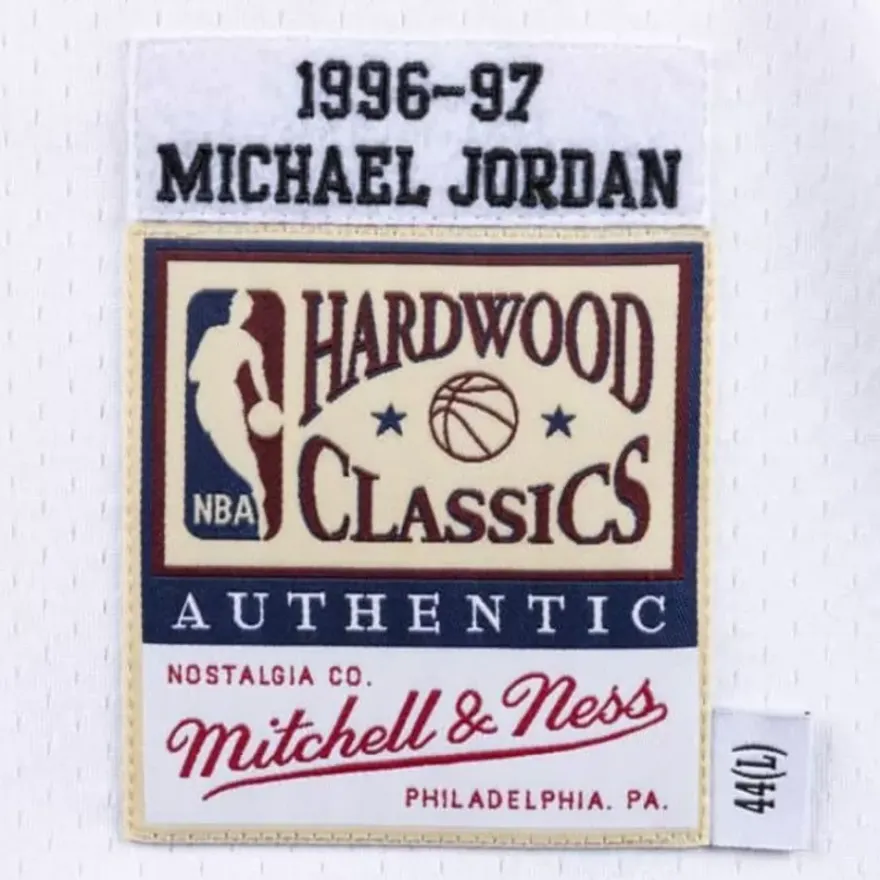 1996-97
MICHAEL JORDAN
HARDWOOD
CLASSICS
NBA
AUTHENTIC
NOSTALGIA CO.
Mitchell & Ness
PHILADELPHIA. PA.
44(L)